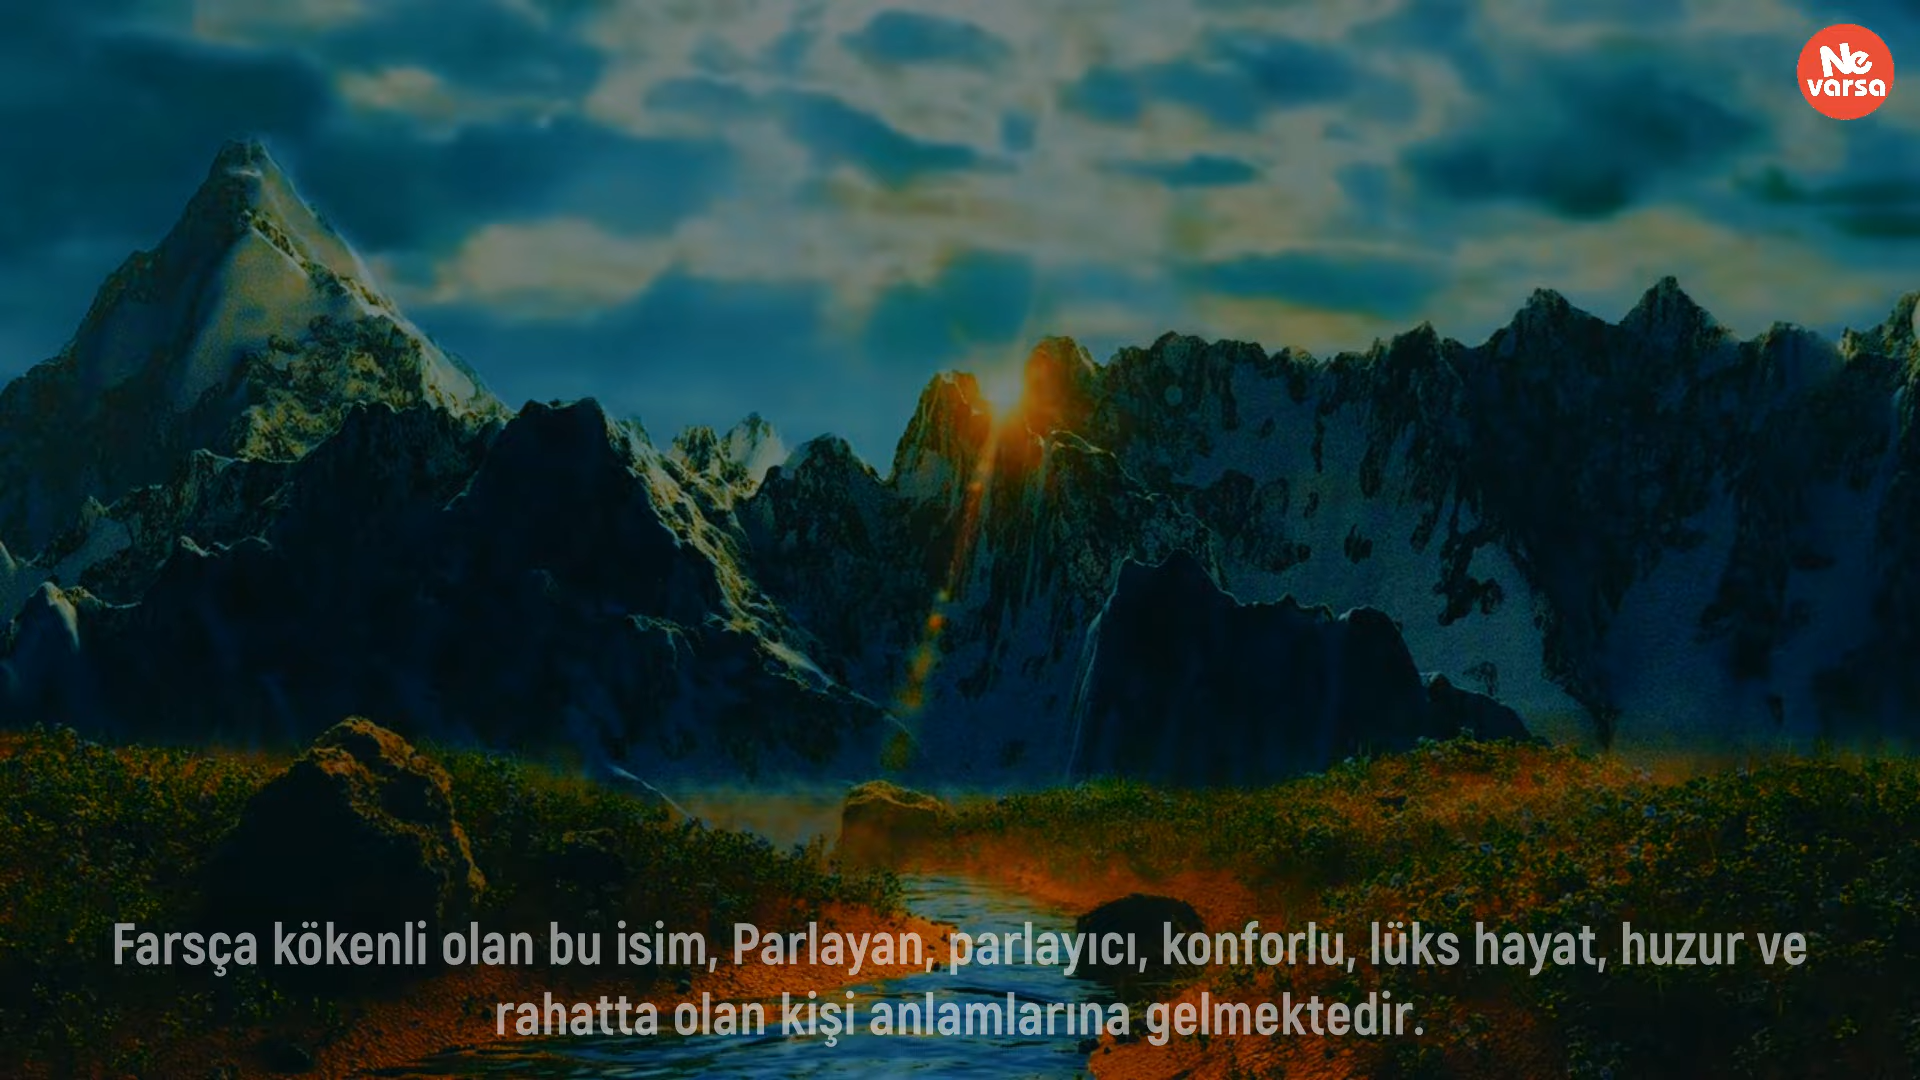 Ne
varsa
Farsça kökenli olan bu isim, Parlayan, parlayıcı, konforlu, lüks hayat, huzur ve
rahatta olan kişi anlamlarına gelmektedir.